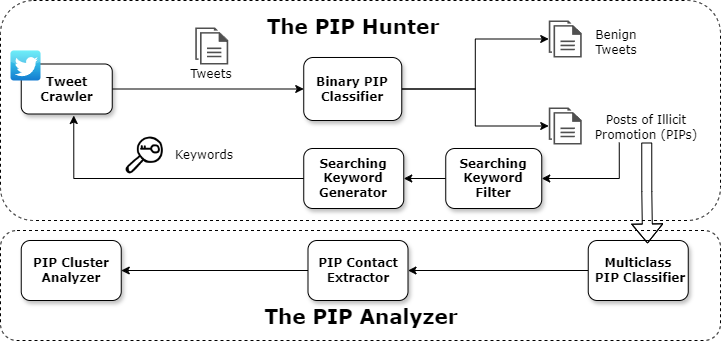 The PIP Hunter
Tweet
Crawler
Tweets
Binary PIP
Classifier
Benign
Tweets
Posts of Illicit
Promotion (PIPs)
Keywords
Searching
Keyword
Generator
Searching
Keyword
Filter
PIP Cluster
Analyzer
PIP Contact
Extractor
Multiclass
PIP Classifier
The PIP Analyzer